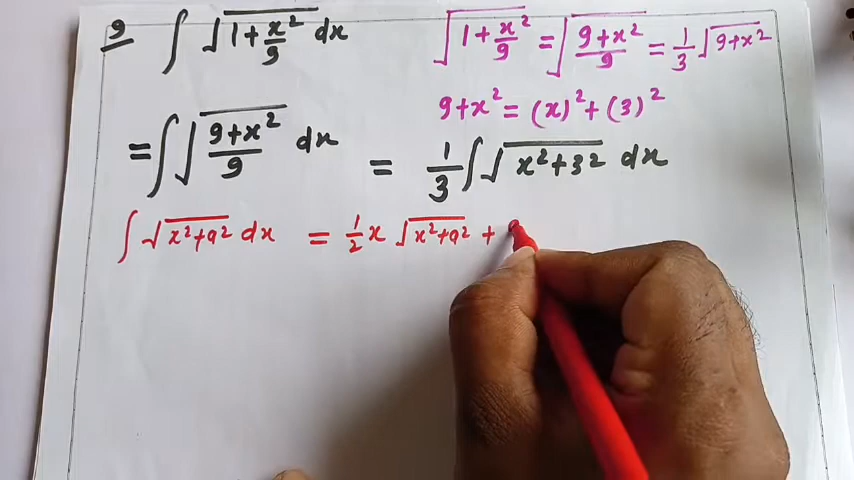 9 ∫ √(1+x²/9) dx
√(1+x²/9) = √((9+x²)/9) = 1/3 √(9+x²)
9+x² = (x)²+(3)²
= ∫ √((9+x²)/9) dx = 1/3 ∫ √(x²+3²) dx
∫ √(x²+a²) dx = 1/2 x √(x²+a²) +